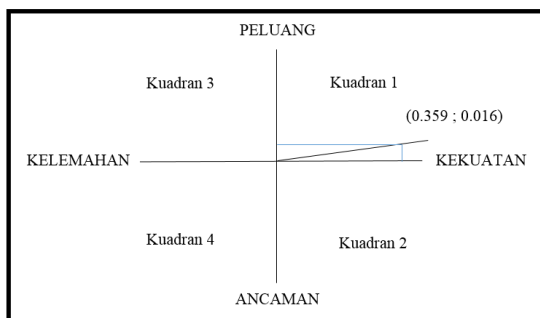 PELUANG
Kuadran 3
Kuadran 1
(0.359 ; 0.016)
KELEMAHAN
KEKUATAN
Kuadran 4
Kuadran 2
ANCAMAN